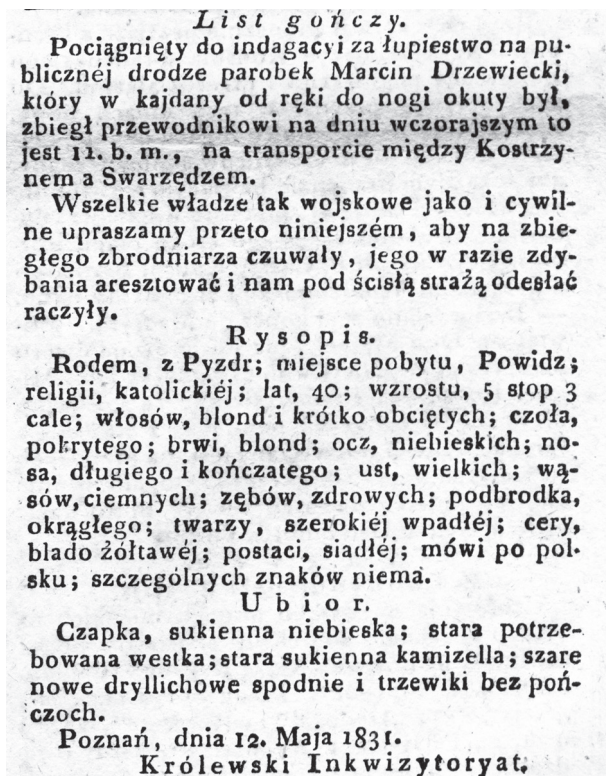 List gończy.
Pociągnięty do indagacyi za łupiestwo na pu-
blicznéj drodze parobek Marcin Drzewiecki,
który w kajdany od ręki do nogi okuty był,
zbiegł przewodnikowi na dniu wczorajszym to
jest 11. b. m., na transporcie między Kostrzy-
nem a Swarzędzem.
Wszelkie władze tak wojskowe jako i cywil-
ne upraszamy przeto niniejszém, aby na zbie-
głego zbrodniarza czuwały, jego w razie zdy-
bania aresztować i nam pod ścisłą strażą odesłać
raczyły.
Rysopis.
Rodem, z Pyzdr; miejsce pobytu, Powidz;
religii, katolickiéj; lat, 40; wzrostu, 5 stop 3
cale; włosów, blond i krótko obciętych; czoła,
pokrytego; brwi, blond; ocz, niebieskich; no-
sa, długiego i kończatego; ust, wielkich; wą-
sów, ciemnych; zębów, zdrowych; podbrodka,
okrągłego; twarzy, szerokiéj wpadłéj; cery,
blado żółtawéj; postaci, siadłéj; mówi po pol-
sku; szczególnych znaków niema.
Ubior.
Czapka, sukienna niebieska; stara potrze-
bowana westka; stara sukienna kamizella; szare
nowe dryllichowe spodnie i trzewiki bez poń-
czoch.
Poznań, dnia 12. Maja 1831.
Królewski Inkwizytoryat.